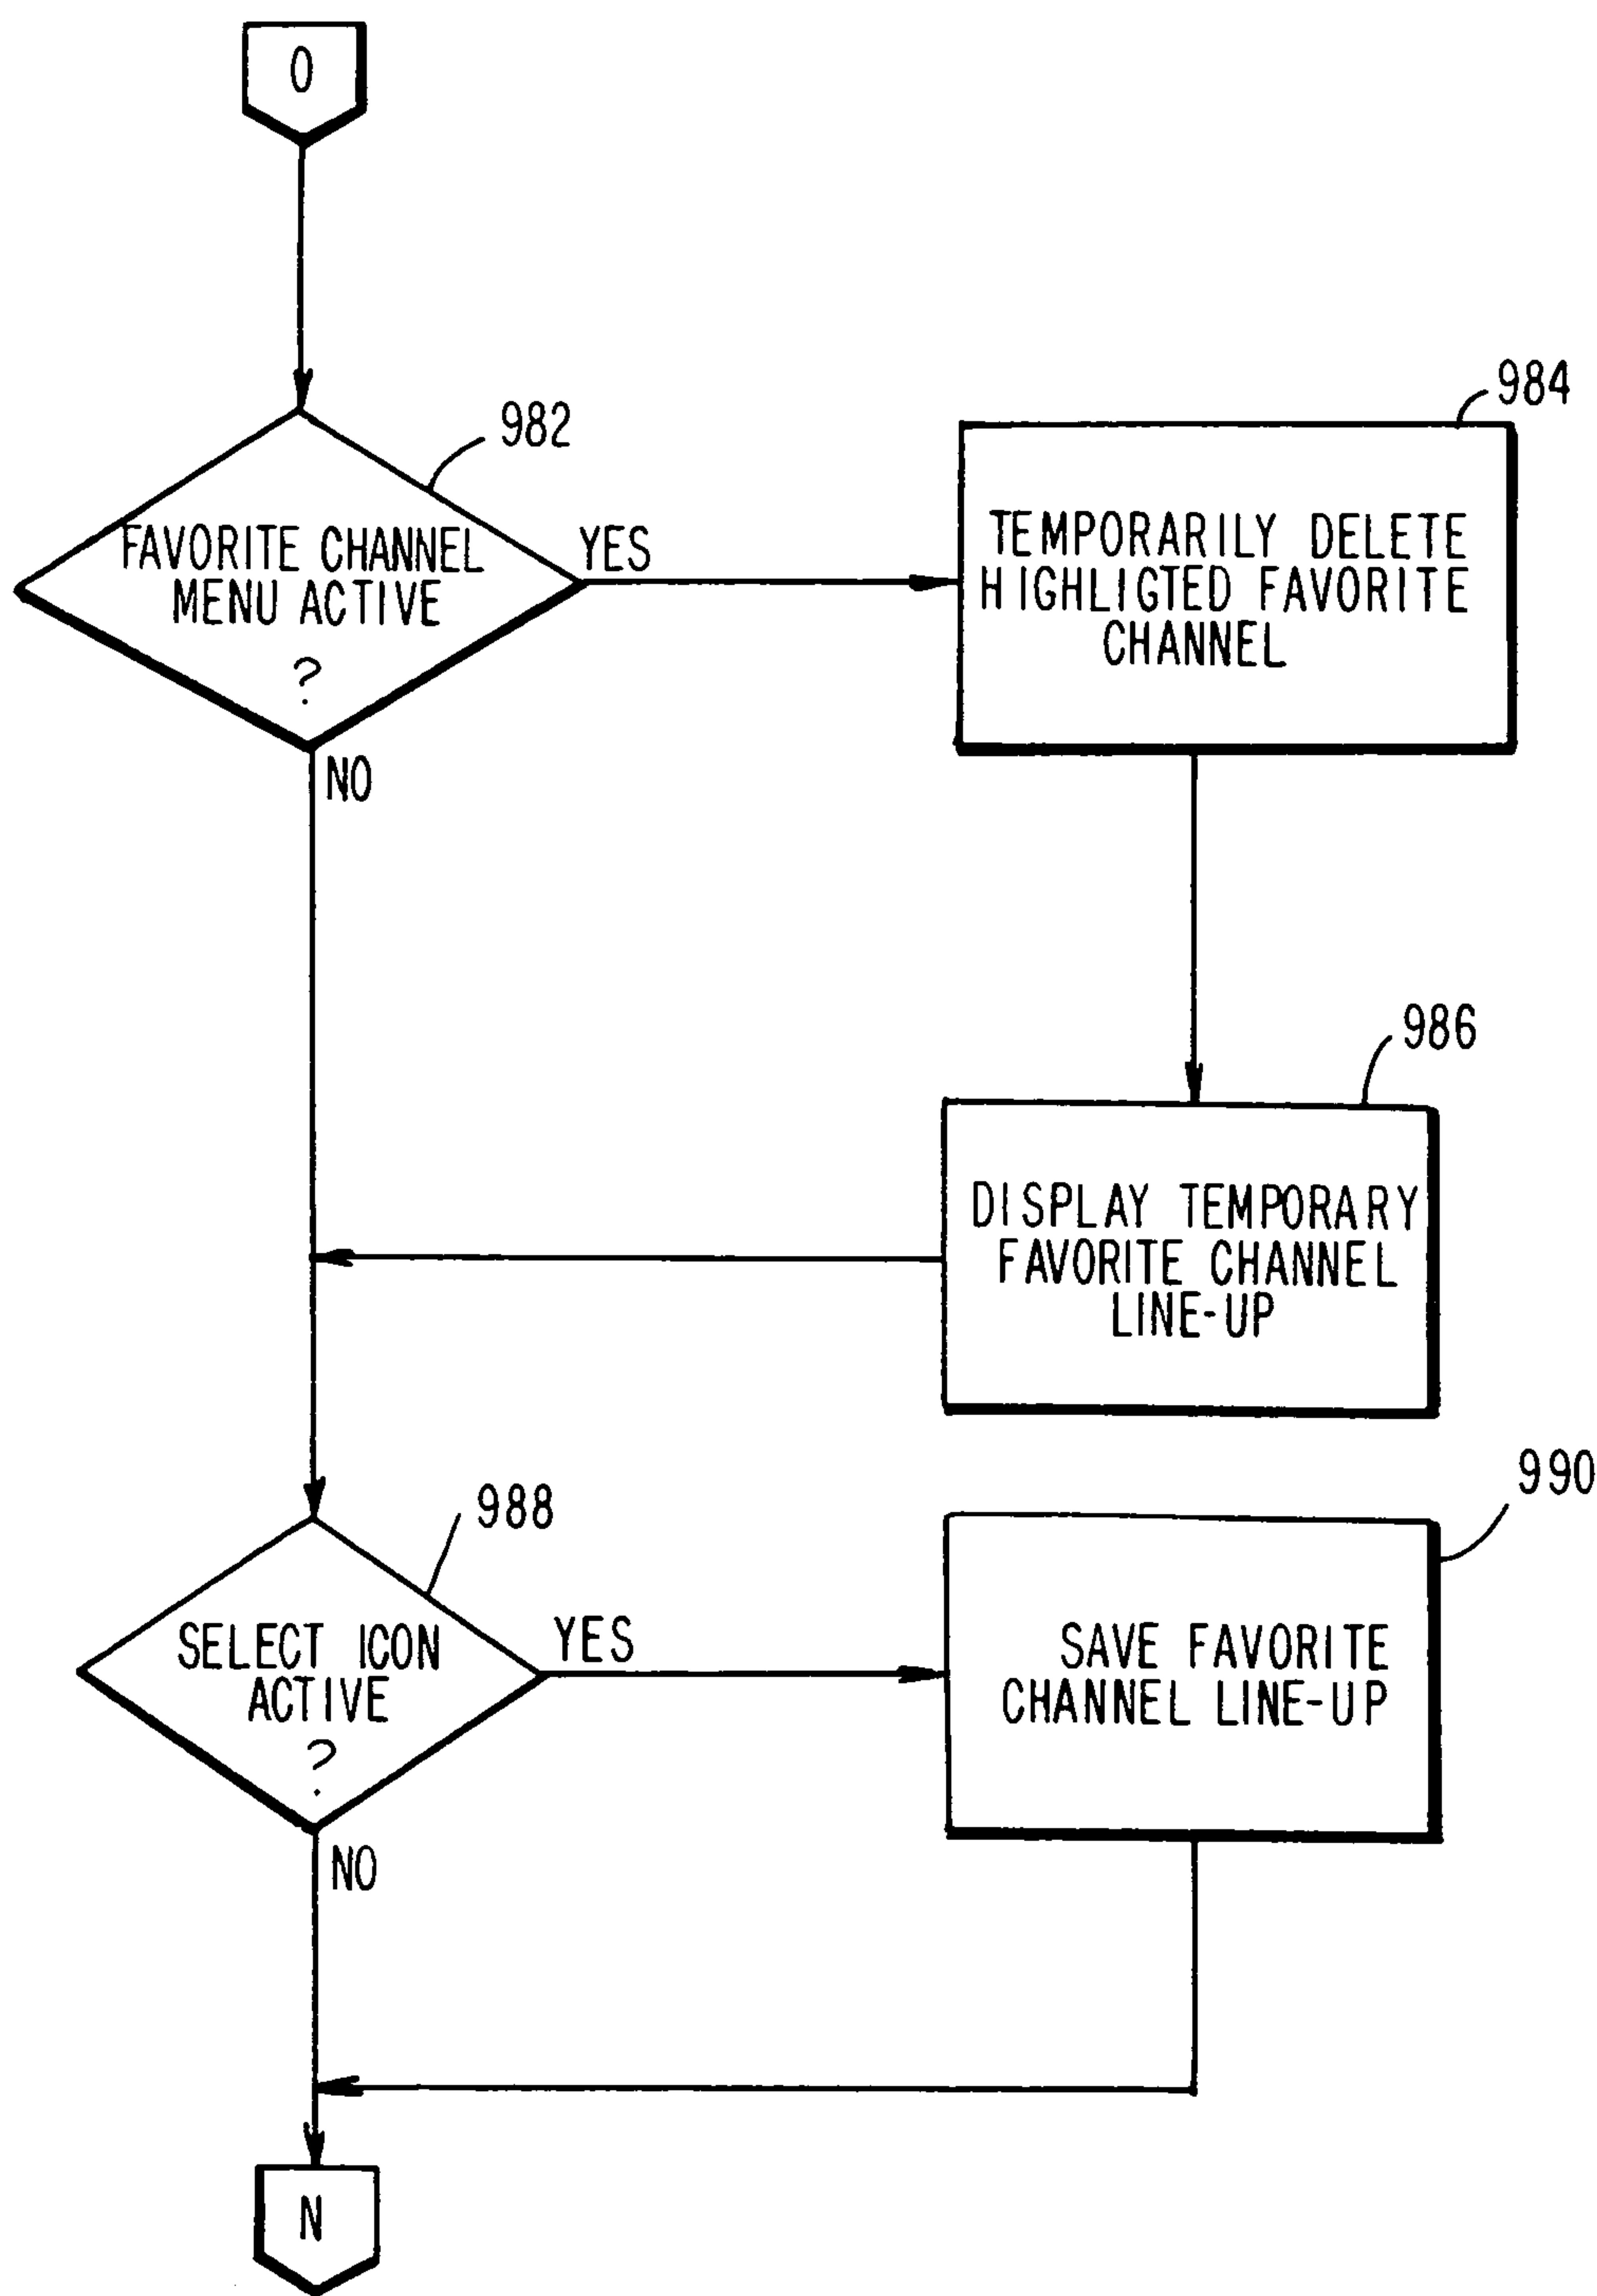 O
982
FAVORITE CHANNEL
MENU ACTIVE
?
YES
NO
984
TEMPORARILY DELETE
HIGHLIGTED FAVORITE
CHANNEL
986
DISPLAY TEMPORARY
FAVORITE CHANNEL
LINE-UP
988
SELECT ICON
ACTIVE
?
YES
NO
990
SAVE FAVORITE
CHANNEL LINE-UP
N